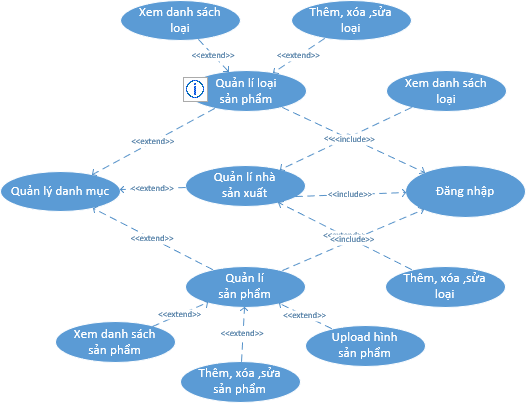 Xem danh sách
loại
Thêm, xóa ,sửa
loại
<<extend>>
<<extend>>
Quản lí loại
sản phẩm
Xem danh sách
loại
<<extend>>
<<include>>
Quản lý danh mục
<<extend>>
Quản lí nhà
sản xuất
<<include>>
Đăng nhập
<<extend>>
<<include>>
Quản lí
sản phẩm
Thêm, xóa ,sửa
loại
<<extend>>
<<extend>>
<<extend>>
Xem danh sách
sản phẩm
Upload hình
sản phẩm
Thêm, xóa ,sửa
sản phẩm